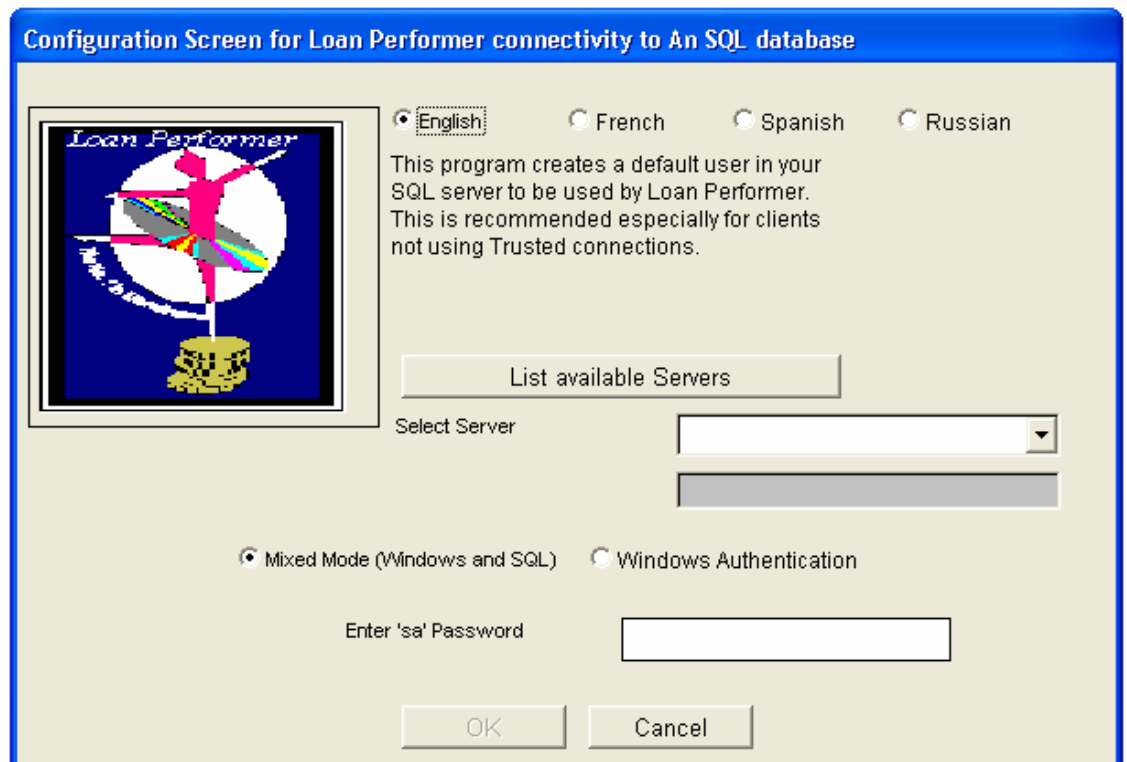 Configuration Screen for Loan Performer connectivity to An SQL database
Loan Performer
English French Spanish Russian
This program creates a default user in your
SQL server to be used by Loan Performer.
This is recommended especially for clients
not using Trusted connections.
List available Servers
Select Server
Mixed Mode (Windows and SQL) Windows Authentication
Enter 'sa' Password
OK Cancel